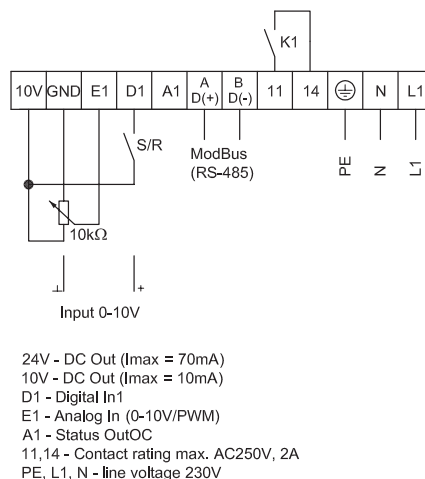 K1
10V GND E1 D1 A1 A D(+) B D(-) 11 14 N L1
S/R
ModBus
(RS-485)
PE
N
L1
10kΩ
+
Input 0-10V
24V - DC Out (Imax = 70mA)
10V - DC Out (Imax = 10mA)
D1 - Digital In1
E1 - Analog In (0-10V/PWM)
A1 - Status OutOC
11,14 - Contact rating max. AC250V, 2A
PE, L1, N - line voltage 230V